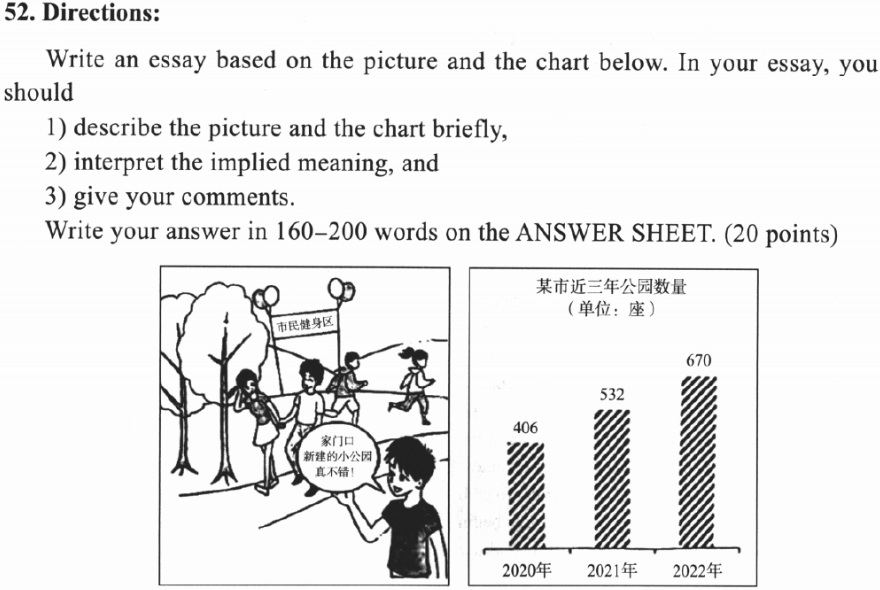 52. Directions:
Write an essay based on the picture and the chart below. In your essay, you
should
1) describe the picture and the chart briefly,
2) interpret the implied meaning, and
3) give your comments.
Write your answer in 160–200 words on the ANSWER SHEET. (20 points)
市民健身区
家门口
新建的小公园
真不错!
某市近三年公园数量
(单位:座)
406
532
670
2020年
2021年
2022年